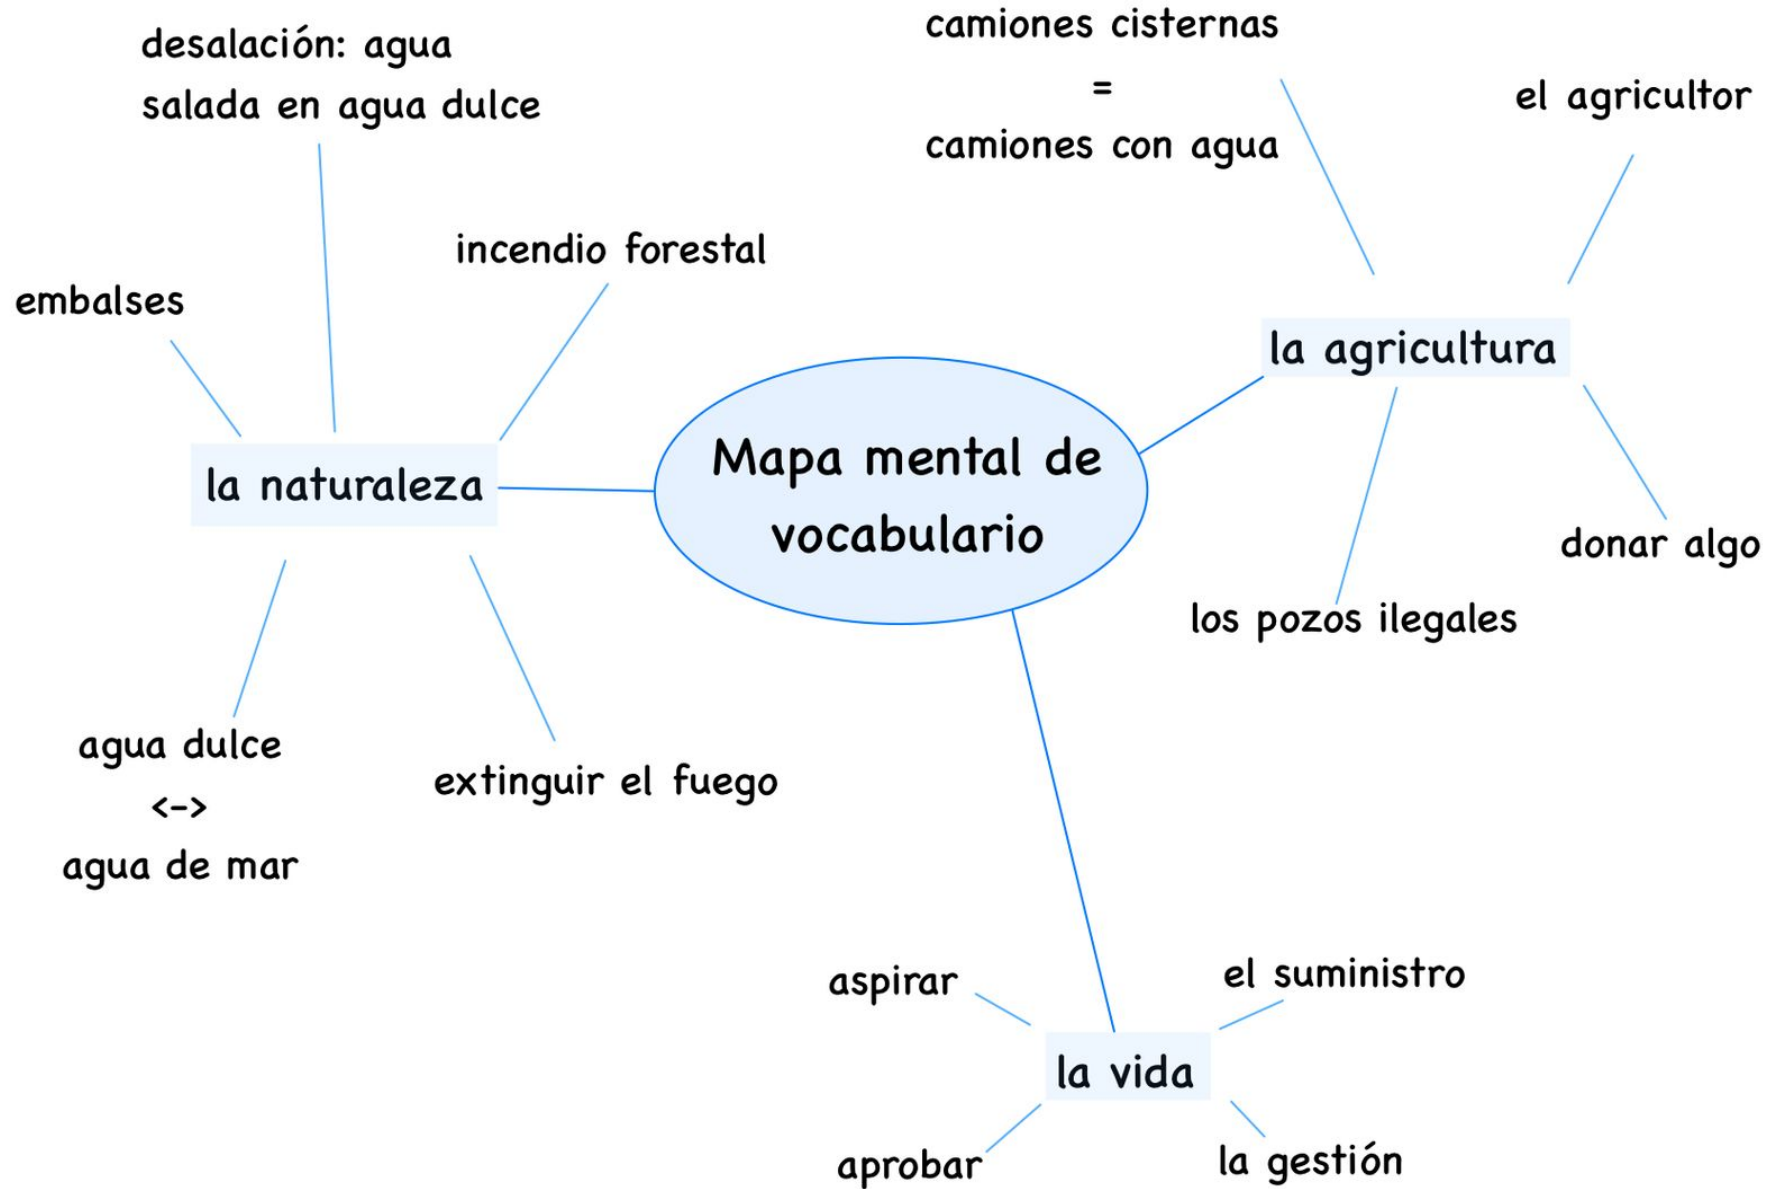 desalación: agua
salada en agua dulce
camiones cisternas
=
camiones con agua
el agricultor
incendio forestal
embalses
la agricultura
Mapa mental de
vocabulario
la naturaleza
donar algo
los pozos ilegales
agua dulce
<->
agua de mar
extinguir el fuego
aspirar
el suministro
la vida
aprobar
la gestión